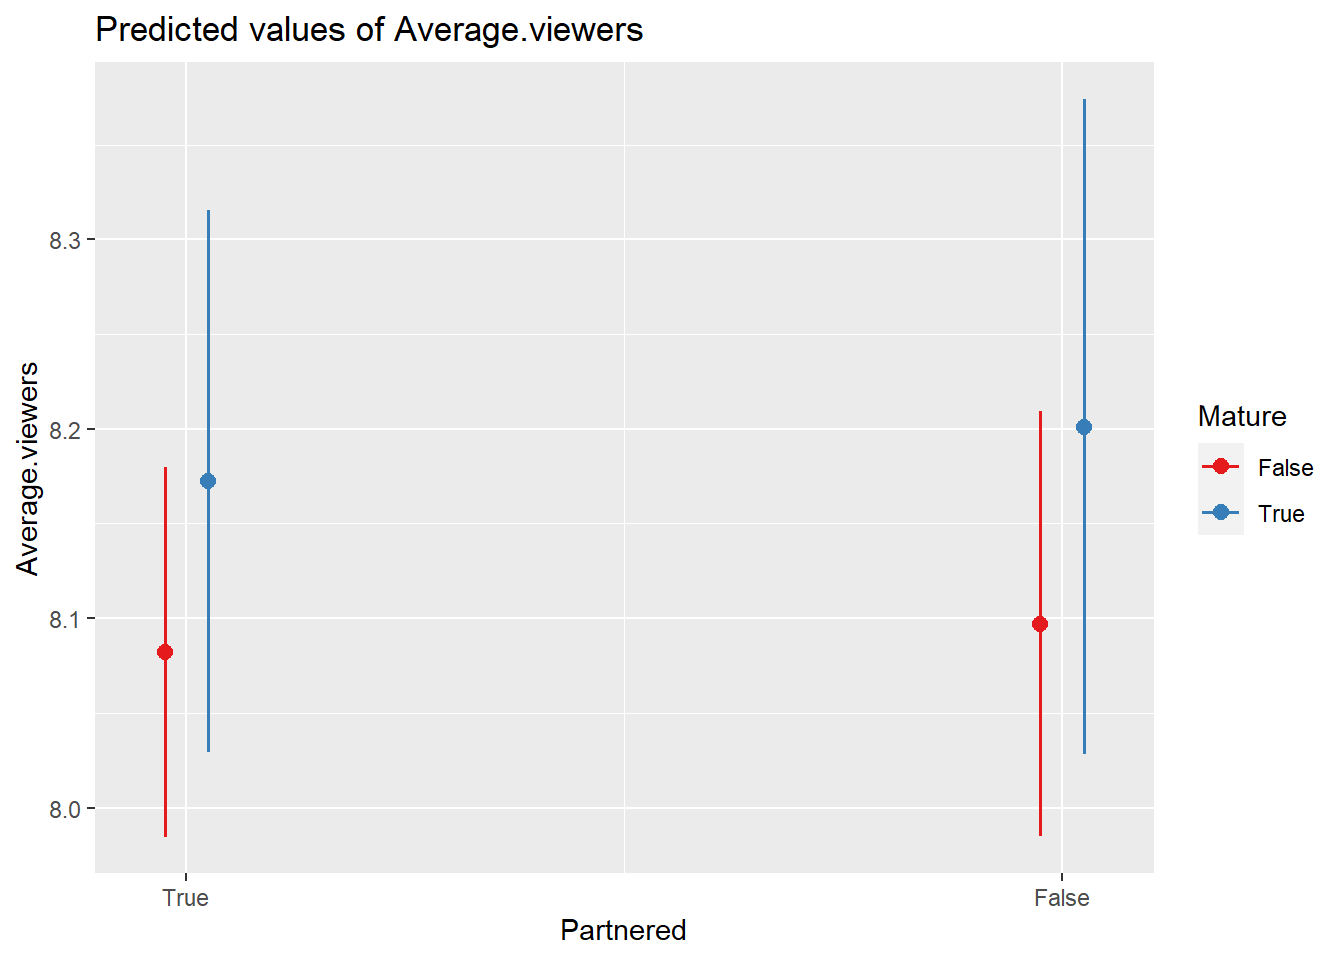 Predicted values of Average.viewers
Average.viewers
8.3
8.2
8.1
8.0
True
False
Partnered
Mature
False
True